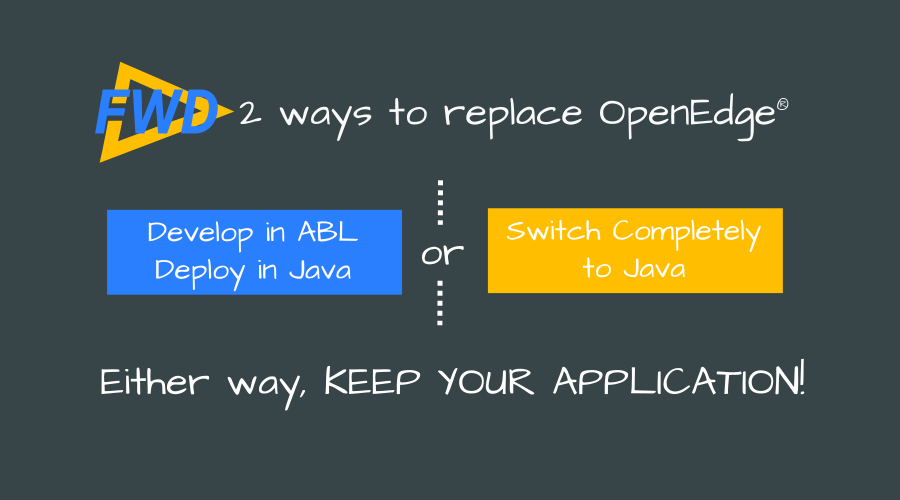 FWD 2 ways to replace OpenEdge®
Develop in ABL
Deploy in Java
or
Switch Completely
to Java
Either way, KEEP YOUR APPLICATION!